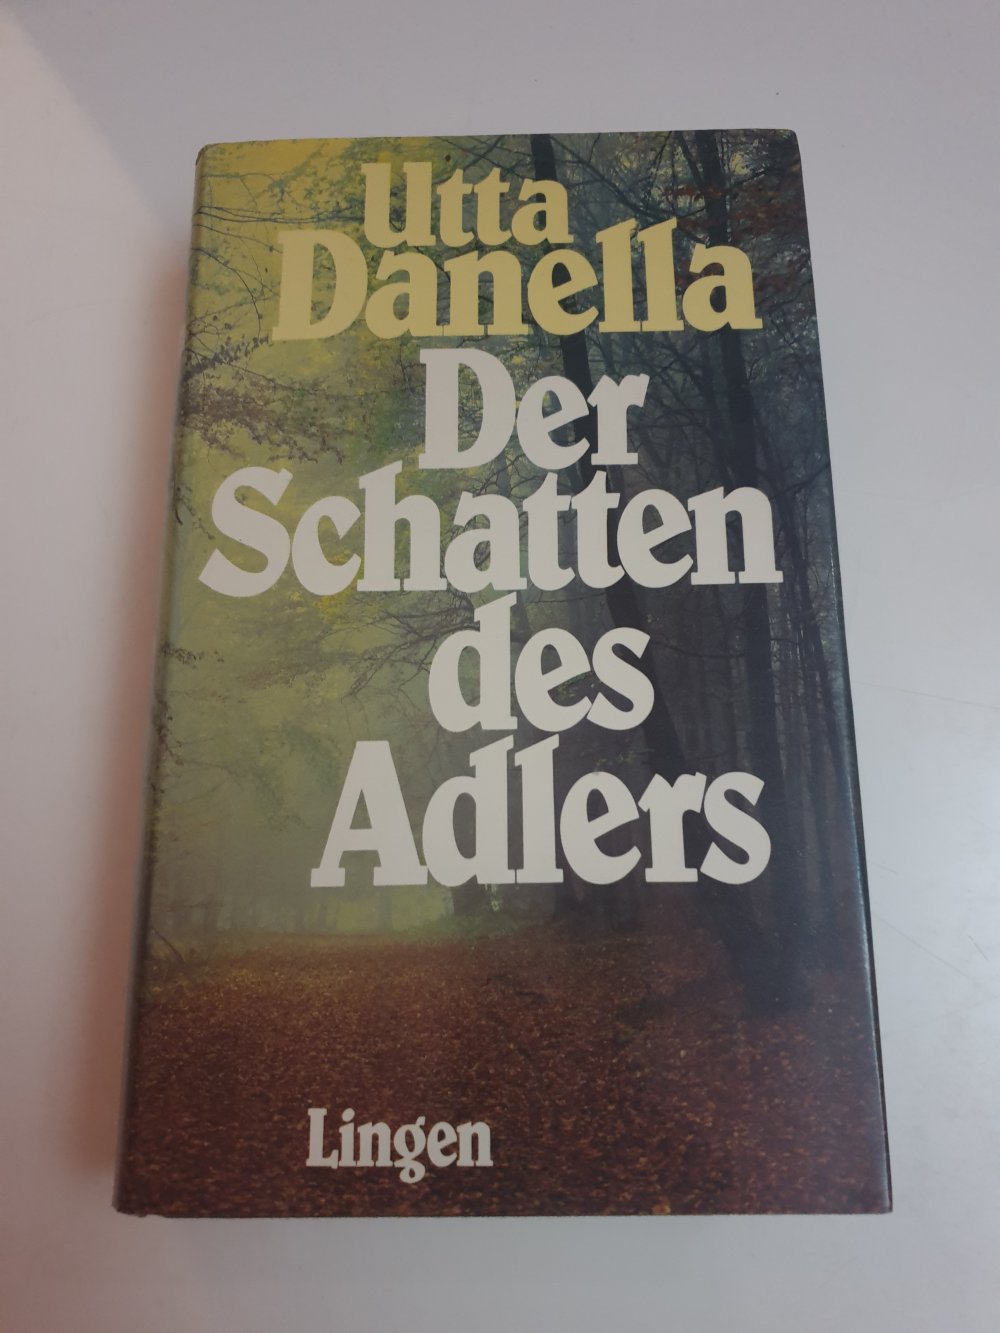 Utta
Danella
Der
Schatten
des
Adlers
Lingen